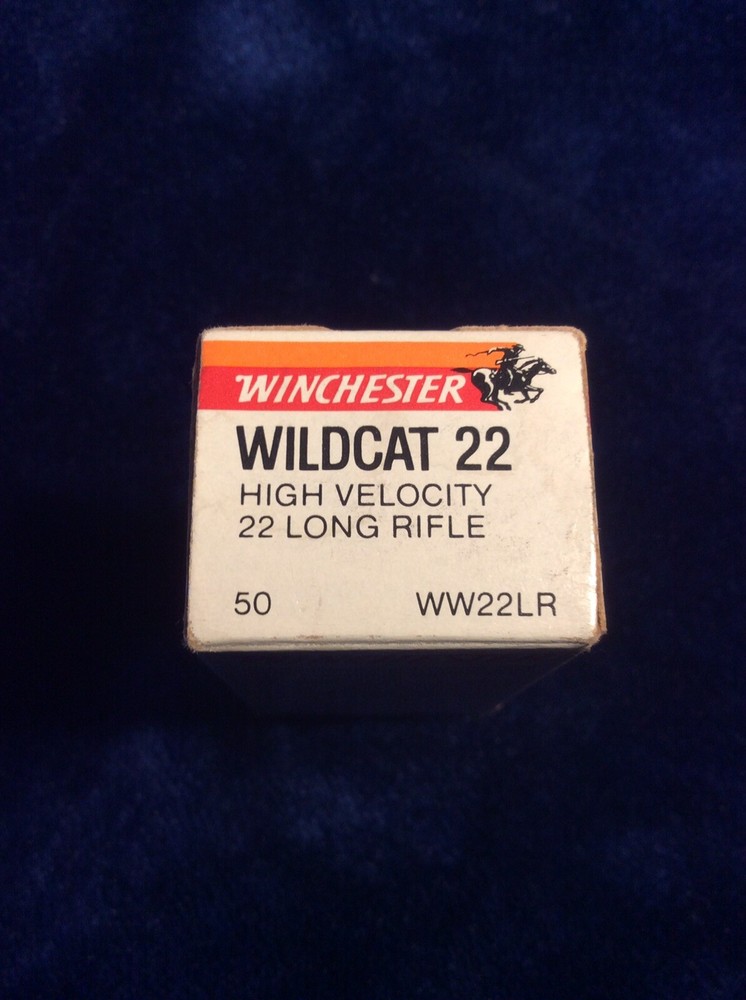 WINCHESTER
WILDCAT 22
HIGH VELOCITY
22 LONG RIFLE
50 WW22LR